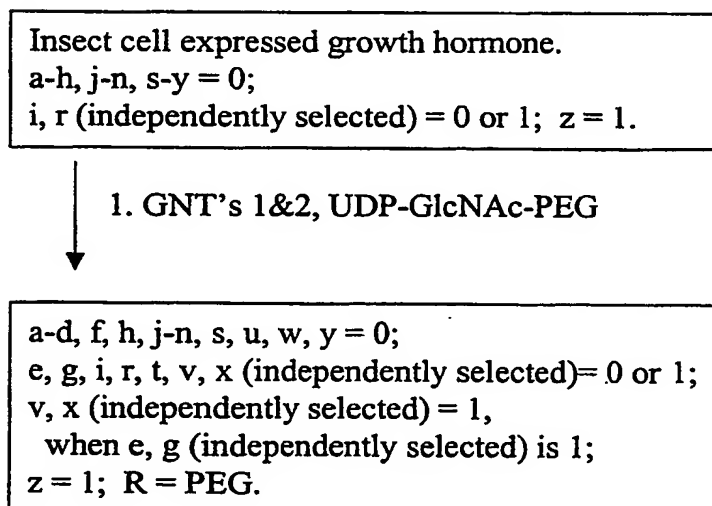 Insect cell expressed growth hormone.
a-h, j-n, s-y = 0;
i, r (independently selected) = 0 or 1; z = 1.
1. GNT's 1&2, UDP-GlcNAc-PEG
a-d, f, h, j-n, s, u, w, y = 0;
e, g, i, r, t, v, x (independently selected)= 0 or 1;
v, x (independently selected) = 1,
when e, g (independently selected) is 1;
z = 1; R = PEG.